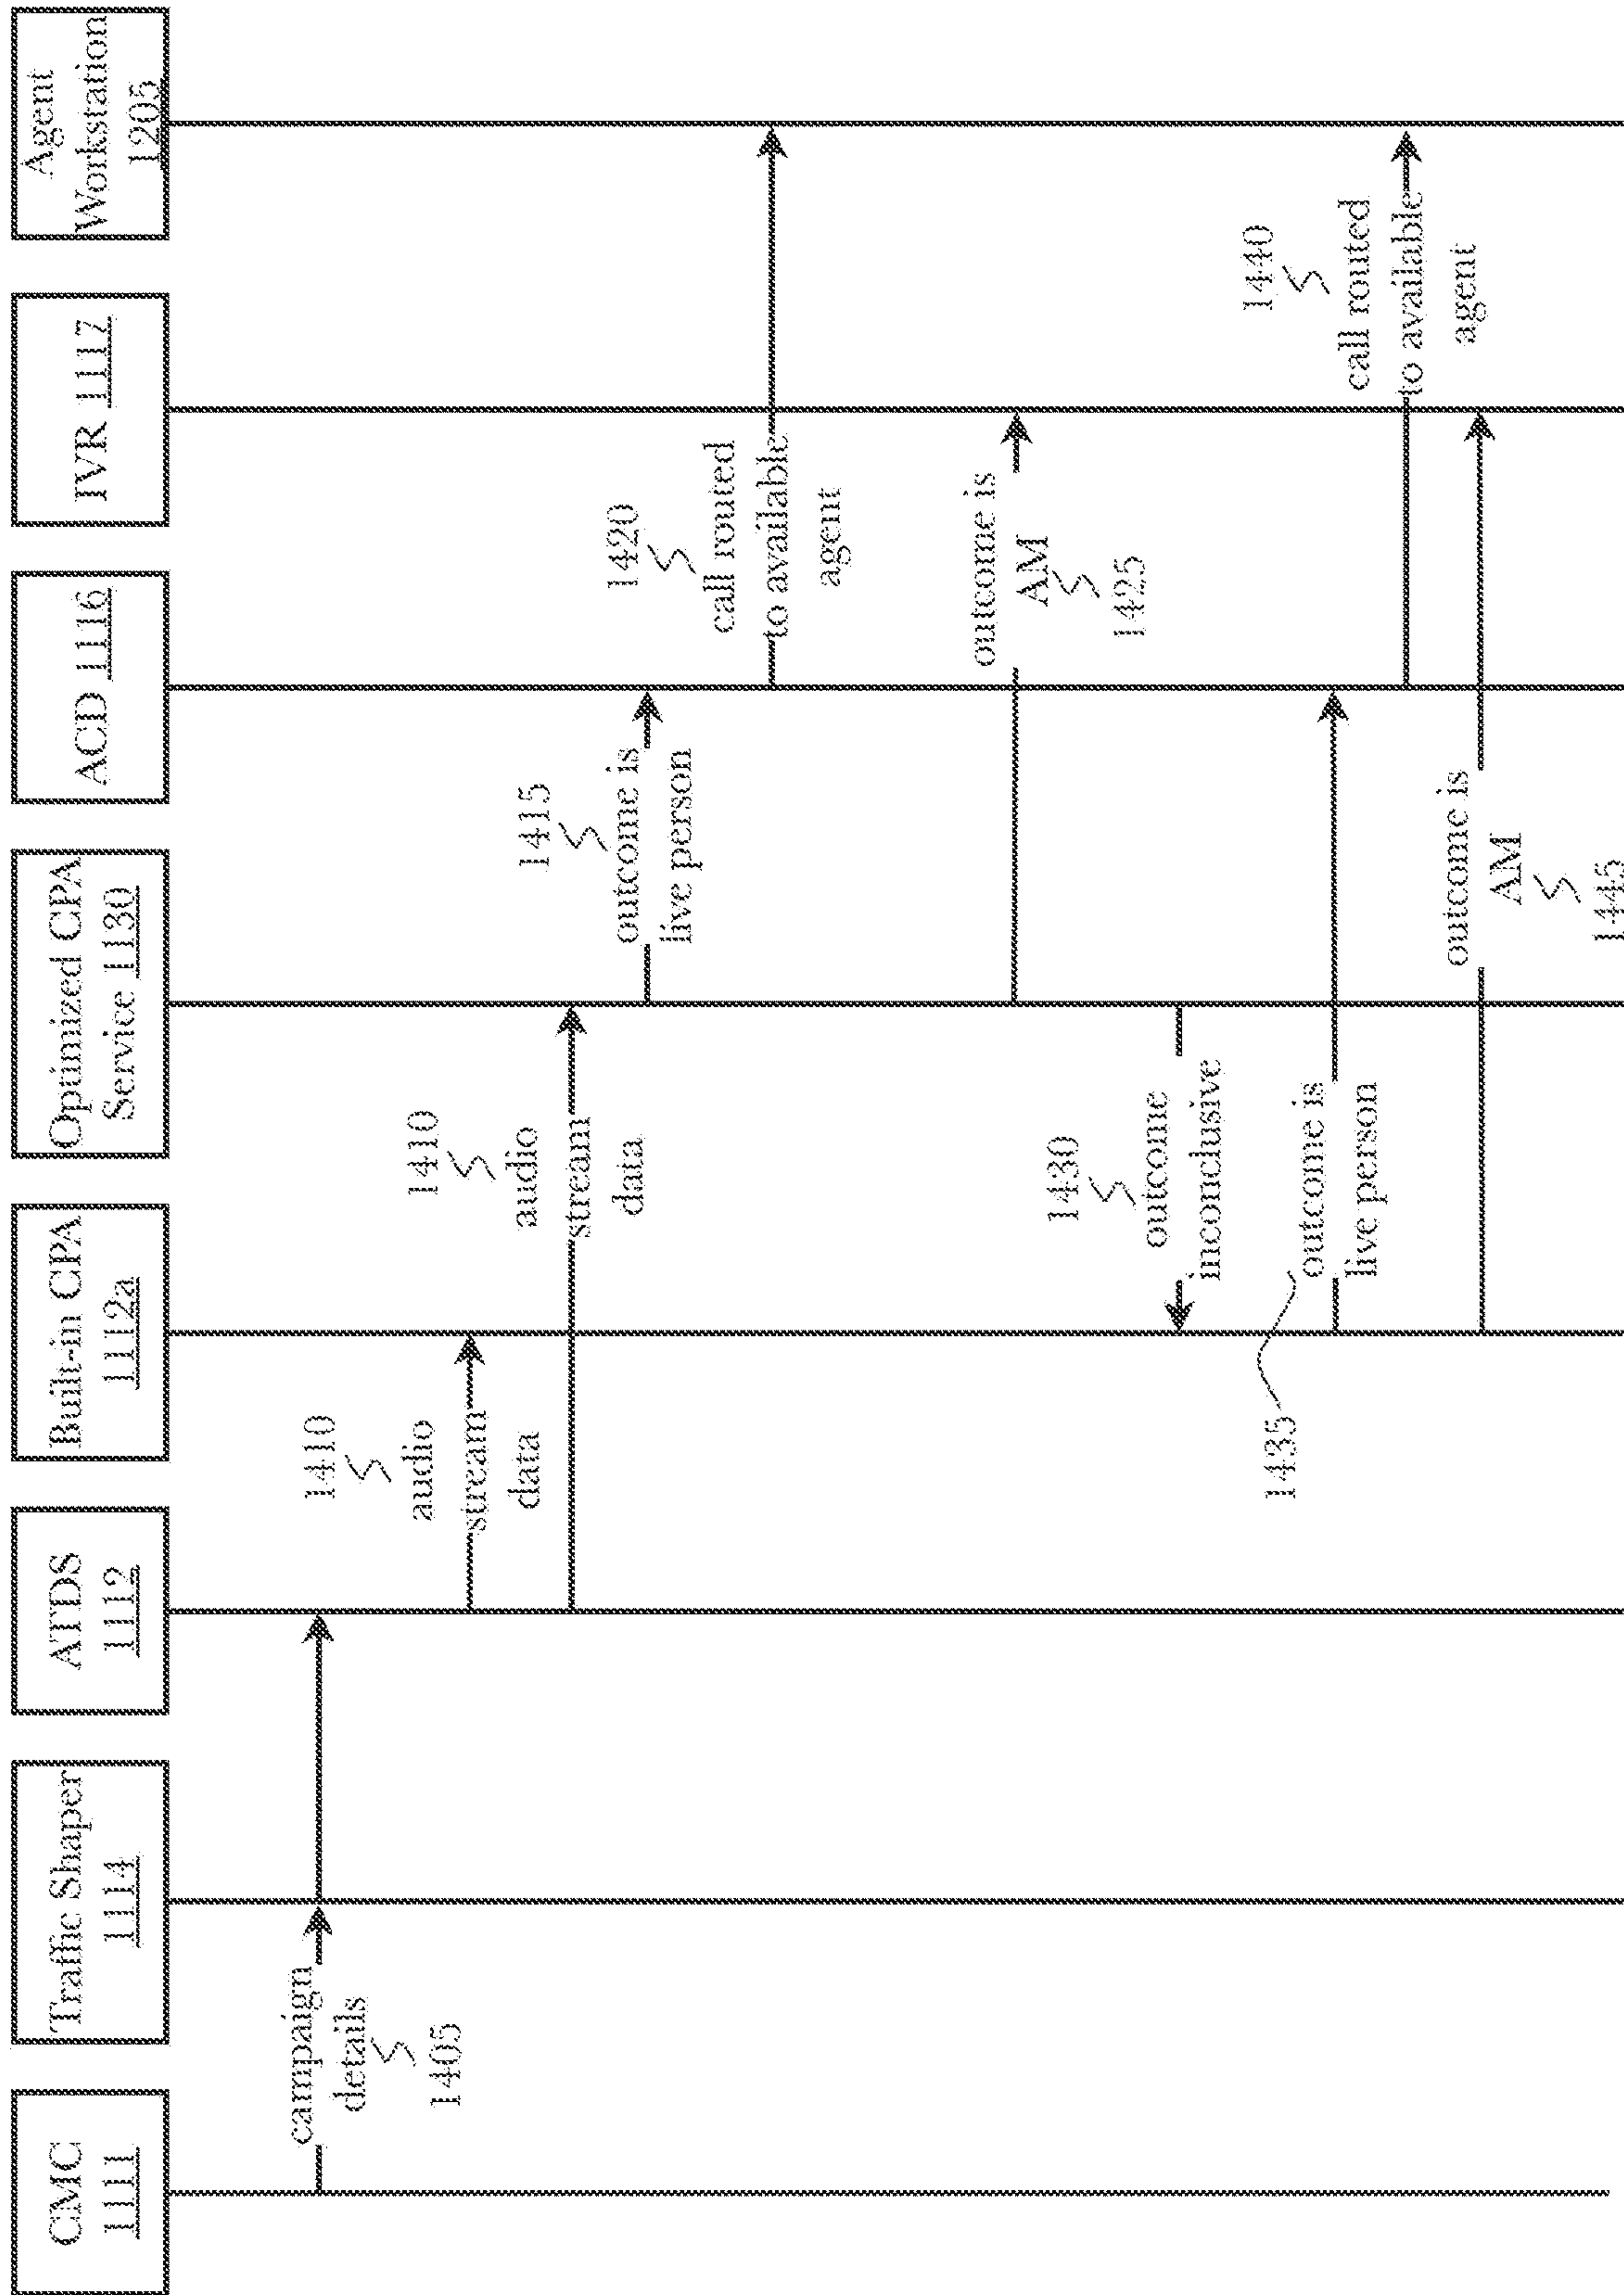 CMC
1111
Traffic Shaper
1114
ATDS
1112
Built-in CPA
1112a
Optimized CPA
Service 1130
ACD 1116
IVR 1117
Agent
Workstation
1205
campaign
details
1405
1410
audio
stream
data
1410
audio
stream
data
1415
outcome is
live person
1420
call routed
to available
agent
outcome is
AM
1425
1430
outcome
inconclusive
1435
outcome is
live person
1440
call routed
to available
agent
outcome is
AM
1445